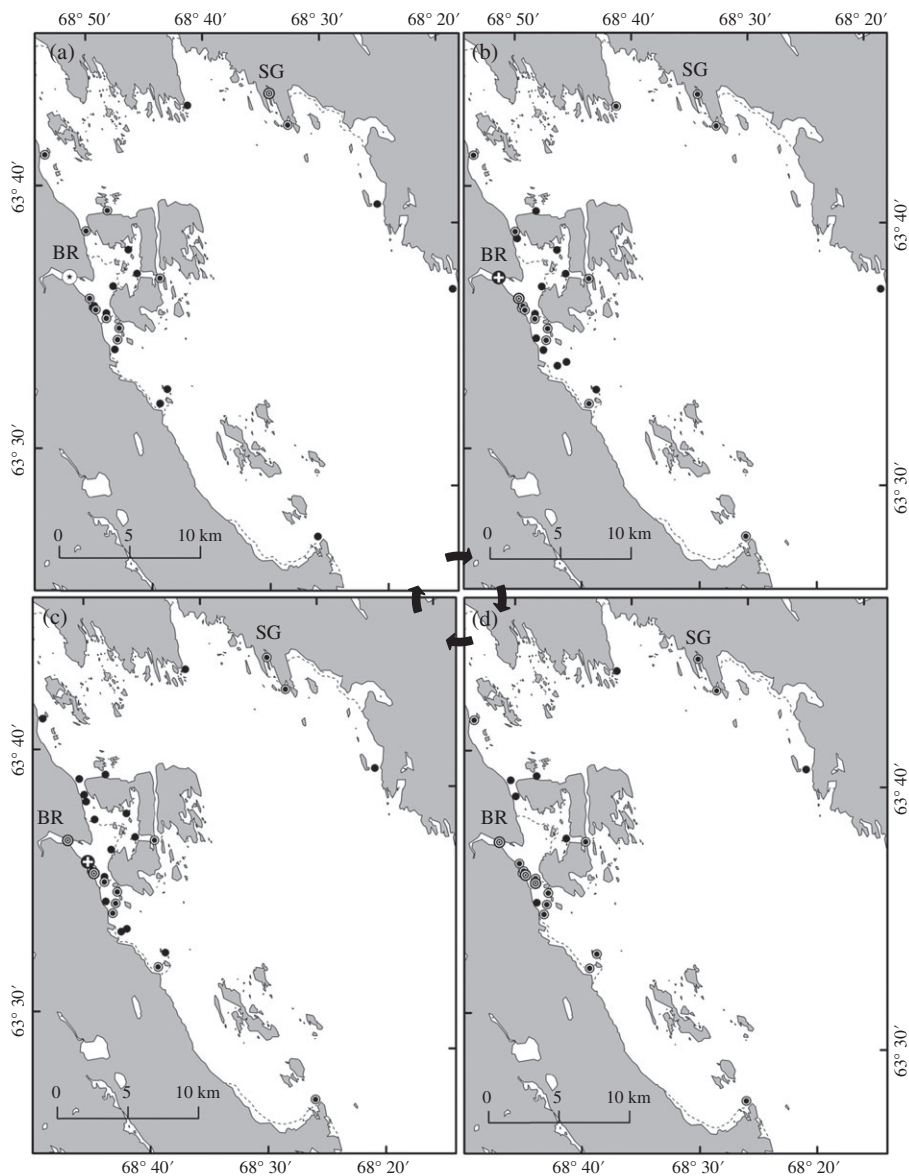 68° 50′ 68° 40′ 68° 30′ 68° 20′ 68° 50′ 68° 40′ 68° 30′ 68° 20′
(a) SG (b) SG
63° 40′ 63° 40′
BR BR
63° 30′ 63° 30′
0 5 10 km 0 5 10 km
(c) SG (d) SG
63° 40′ 63° 40′
BR BR
63° 30′ 63° 30′
0 5 10 km 0 5 10 km
68° 40′ 68° 30′ 68° 20′ 68° 40′ 68° 30′ 68° 20′